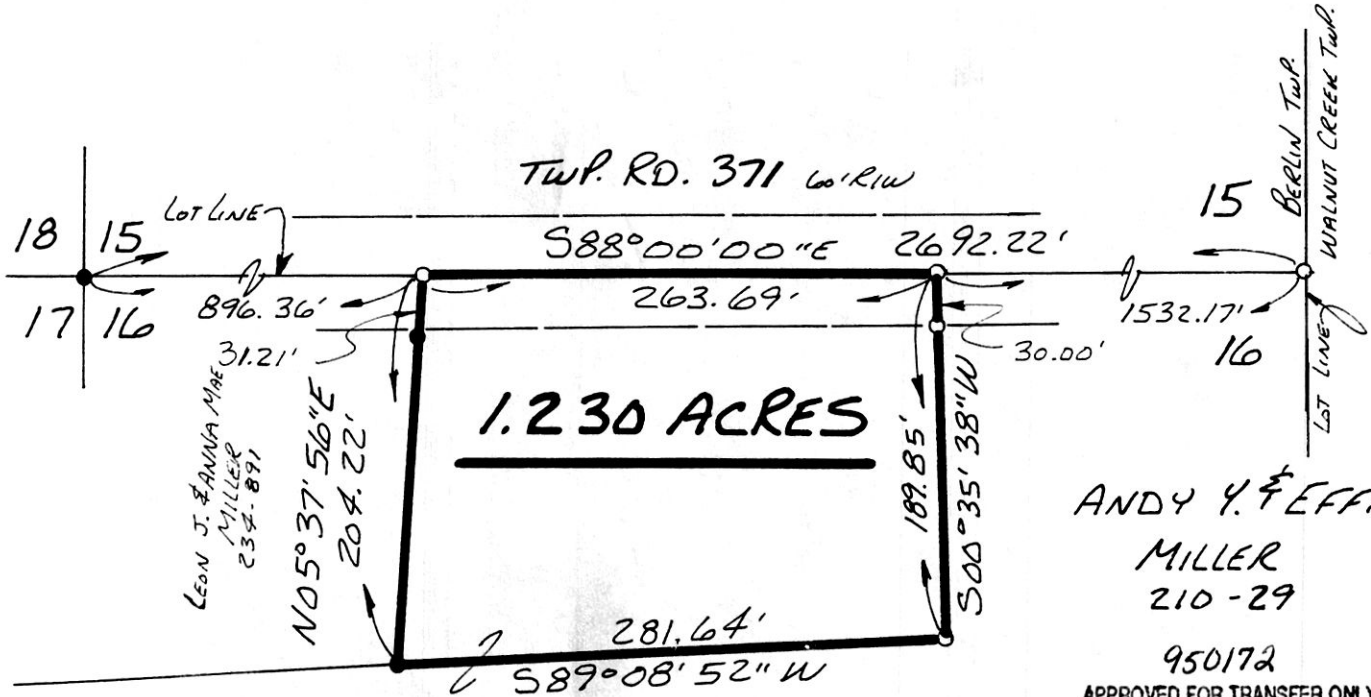 TWP. RD. 371 60' R/W
BERLIN TWP.
WALNUT CREEK TWP.
LOT LINE
18 15
17 16
15
16
S88°00'00"E 2692.22'
896.36'
263.69'
1532.17'
31.21'
30.00'
LOT LINE
1.230 ACRES
LEON J. & ANNA MAE
MILLER
234-891
N05°37'56"E
204.22'
189.85'
S00°35'38"W
281.64'
S89°08'52"W
ANDY Y. & EFF
MILLER
210-29
950172
APPROVED FOR TRANSFER ONLY